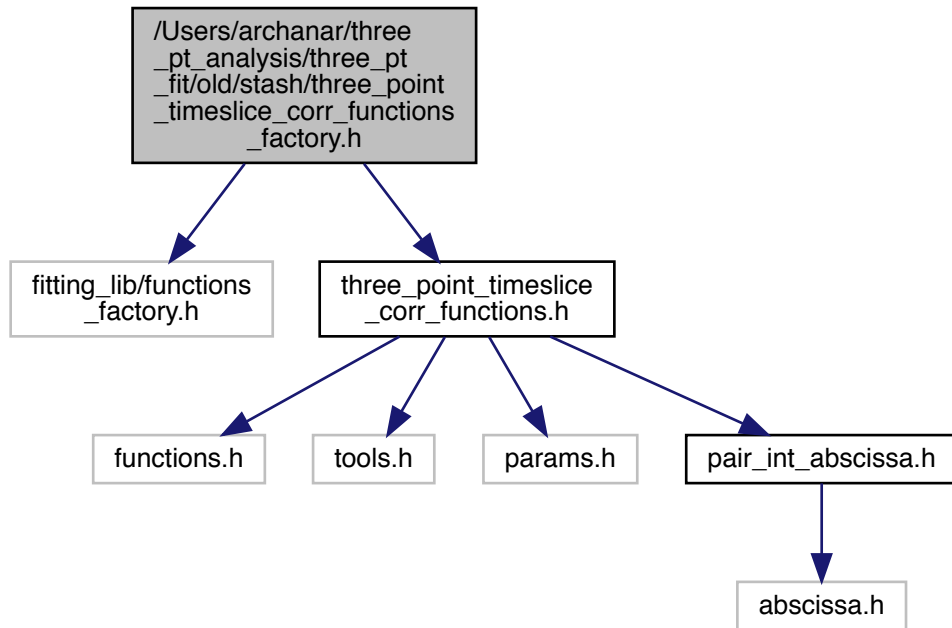 /Users/archanar/three
_pt_analysis/three_pt
_fit/old/stash/three_point
_timeslice_corr_functions
_factory.h
fitting_lib/functions
_factory.h
three_point_timeslice
_corr_functions.h
functions.h
tools.h
params.h
pair_int_abscissa.h
abscissa.h